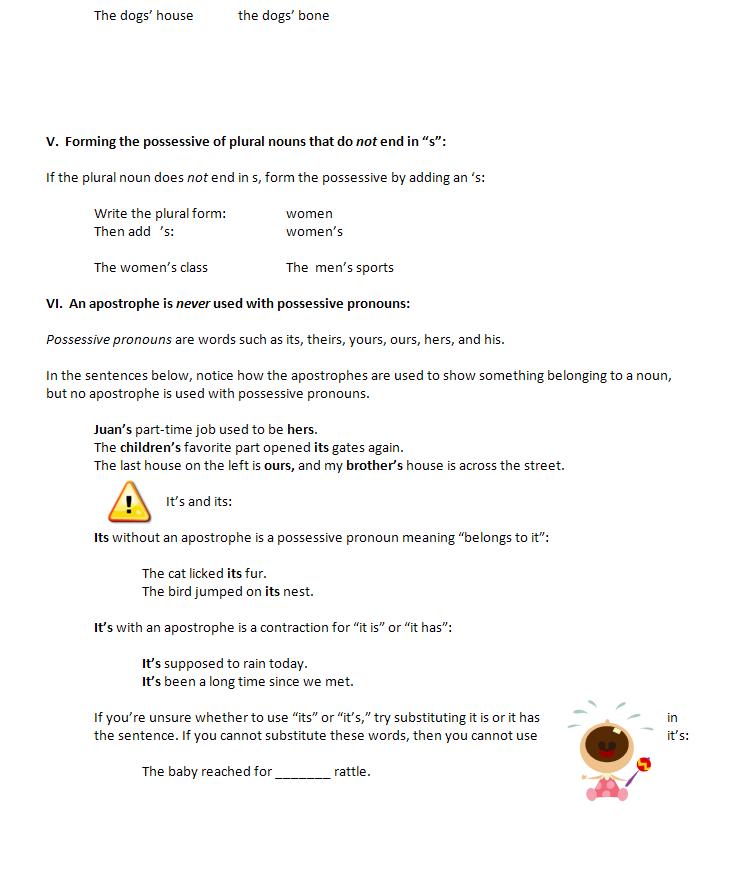 The dogs’ house the dogs’ bone
V. Forming the possessive of plural nouns that do not end in “s”:
If the plural noun does not end in s, form the possessive by adding an ‘s:
Write the plural form: women
Then add ’s: women’s
The women’s class The men’s sports
VI. An apostrophe is never used with possessive pronouns:
Possessive pronouns are words such as its, theirs, yours, ours, hers, and his.
In the sentences below, notice how the apostrophes are used to show something belonging to a noun,
but no apostrophe is used with possessive pronouns.
Juan’s part-time job used to be hers.
The children’s favorite part opened its gates again.
The last house on the left is ours, and my brother’s house is across the street.
It’s and its:
Its without an apostrophe is a possessive pronoun meaning “belongs to it”:
The cat licked its fur.
The bird jumped on its nest.
It’s with an apostrophe is a contraction for “it is” or “it has”:
It’s supposed to rain today.
It’s been a long time since we met.
If you’re unsure whether to use “its” or “it’s,” try substituting it is or it has in
the sentence. If you cannot substitute these words, then you cannot use it’s:
The baby reached for _______ rattle.